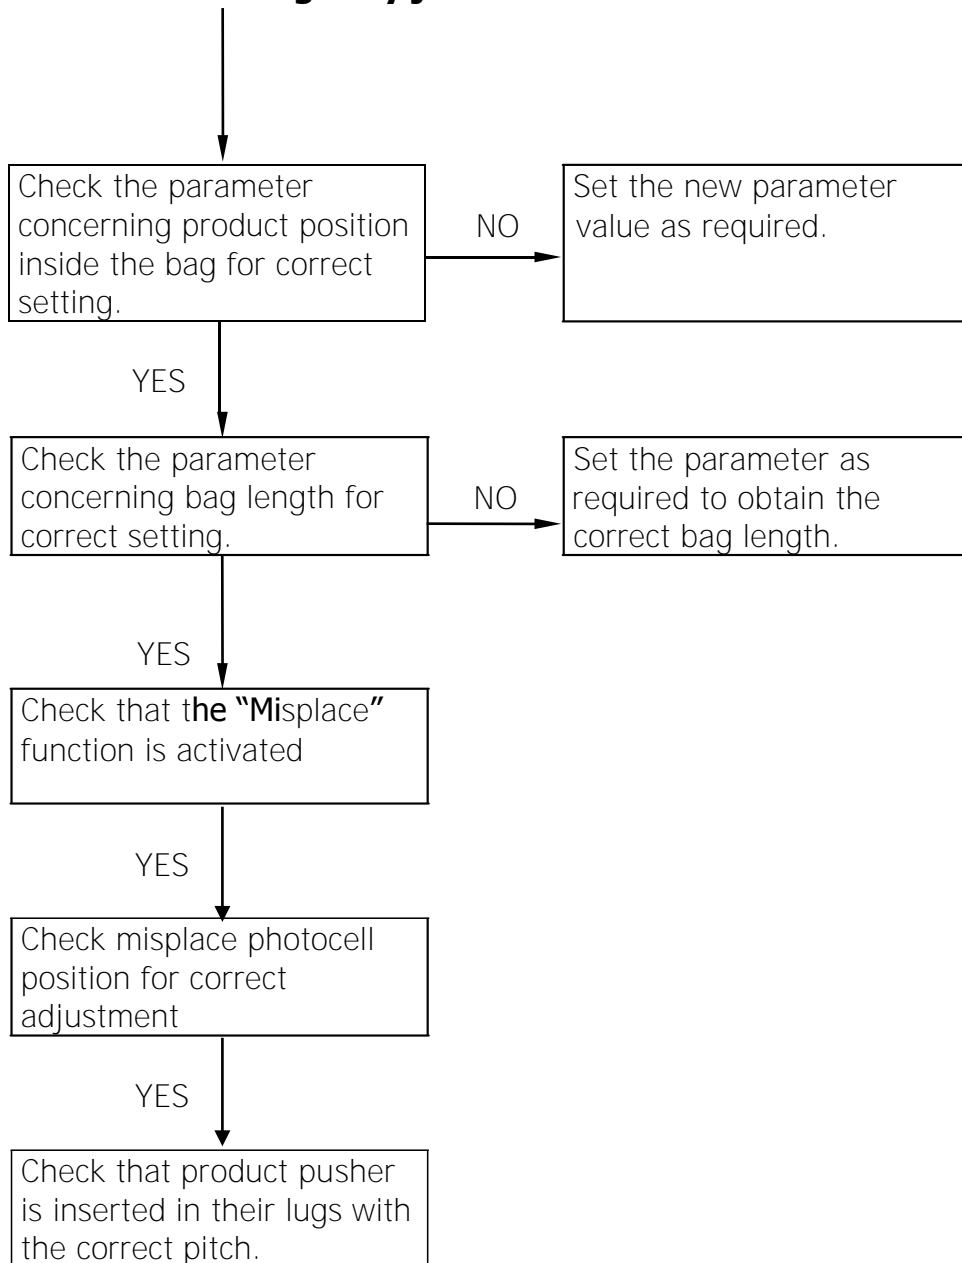 Check the parameter
concerning product position
inside the bag for correct
setting.
NO
Set the new parameter
value as required.
YES
Check the parameter
concerning bag length for
correct setting.
NO
Set the parameter as
required to obtain the
correct bag length.
YES
Check that the “Misplace”
function is activated
YES
Check misplace photocell
position for correct
adjustment
YES
Check that product pusher
is inserted in their lugs with
the correct pitch.